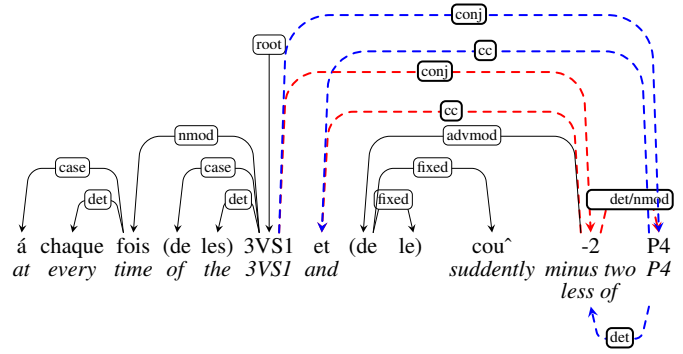 conj
root
cc
conj
cc
nmod
advmod
case
case
fixed
det
det
fixed
det/nmod
á chaque fois (de les) 3VS1 et (de le) couˆ -2 P4
at every time of the 3VS1 and suddenly minus two P4
less of
det